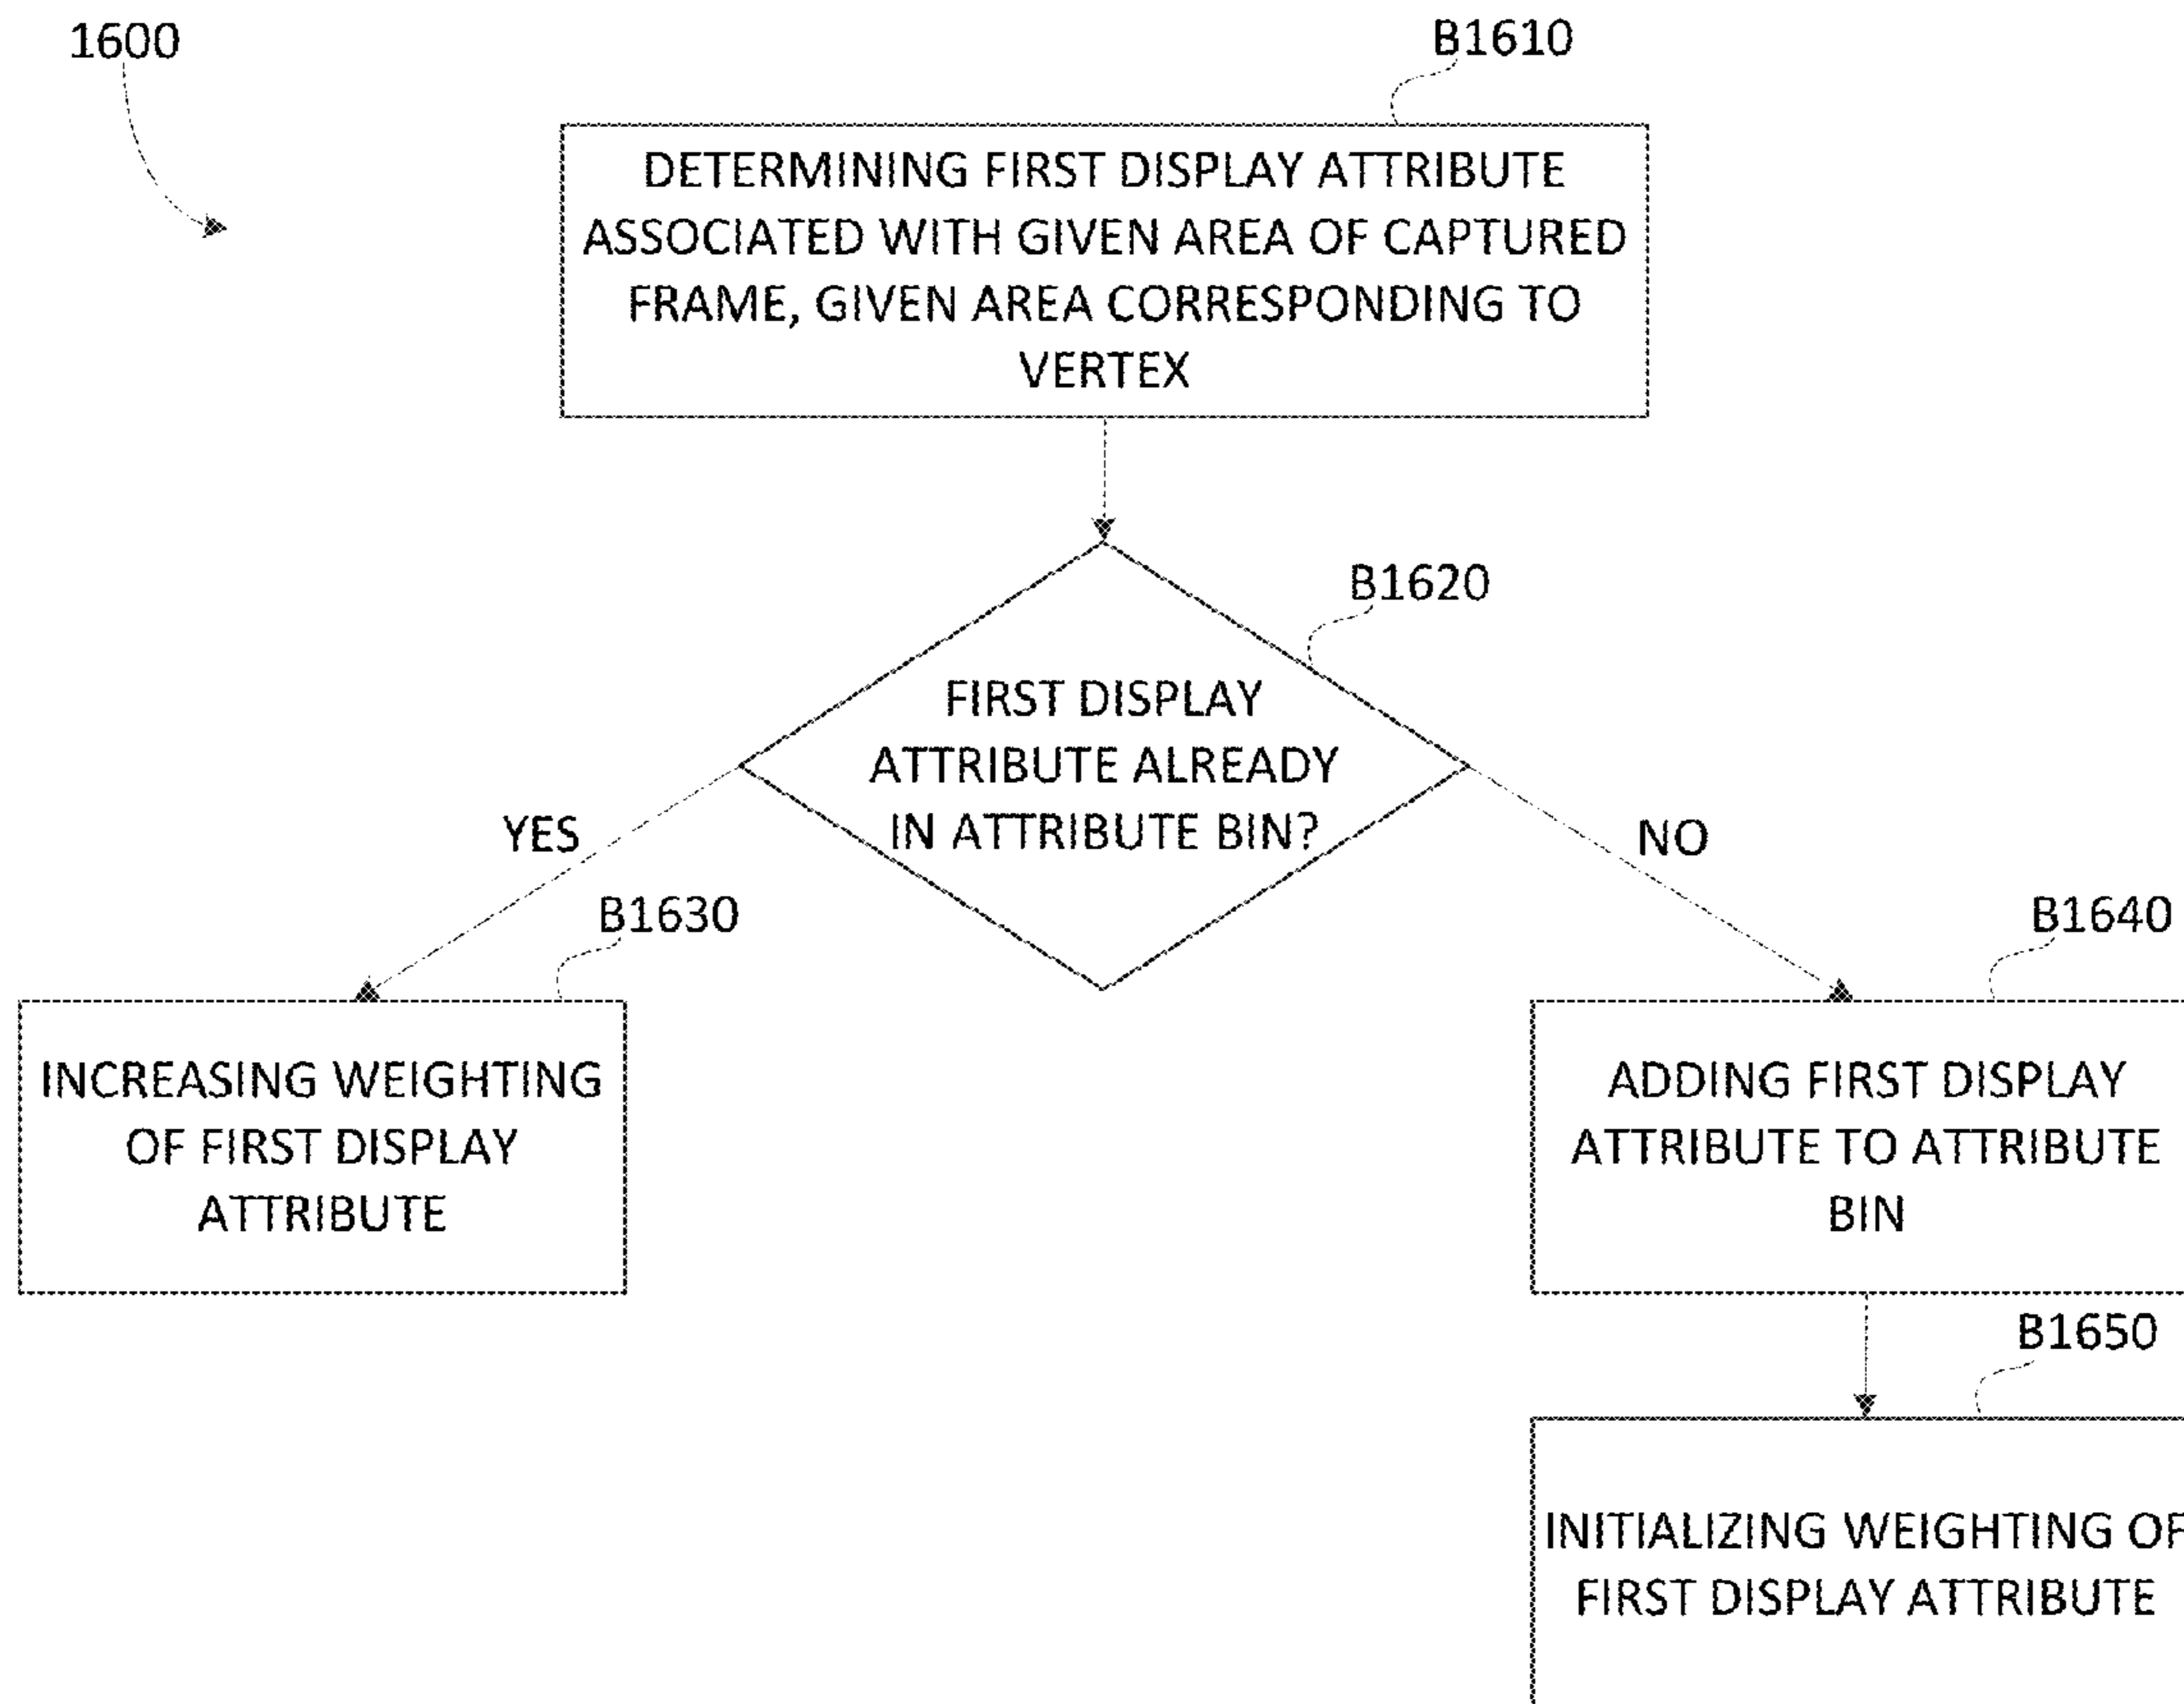 1600
B1610
DETERMINING FIRST DISPLAY ATTRIBUTE
ASSOCIATED WITH GIVEN AREA OF CAPTURED
FRAME, GIVEN AREA CORRESPONDING TO
VERTEX
B1620
FIRST DISPLAY
ATTRIBUTE ALREADY
IN ATTRIBUTE BIN?
YES
NO
B1630
INCREASING WEIGHTING
OF FIRST DISPLAY
ATTRIBUTE
B1640
ADDING FIRST DISPLAY
ATTRIBUTE TO ATTRIBUTE
BIN
B1650
INITIALIZING WEIGHTING OF
FIRST DISPLAY ATTRIBUTE